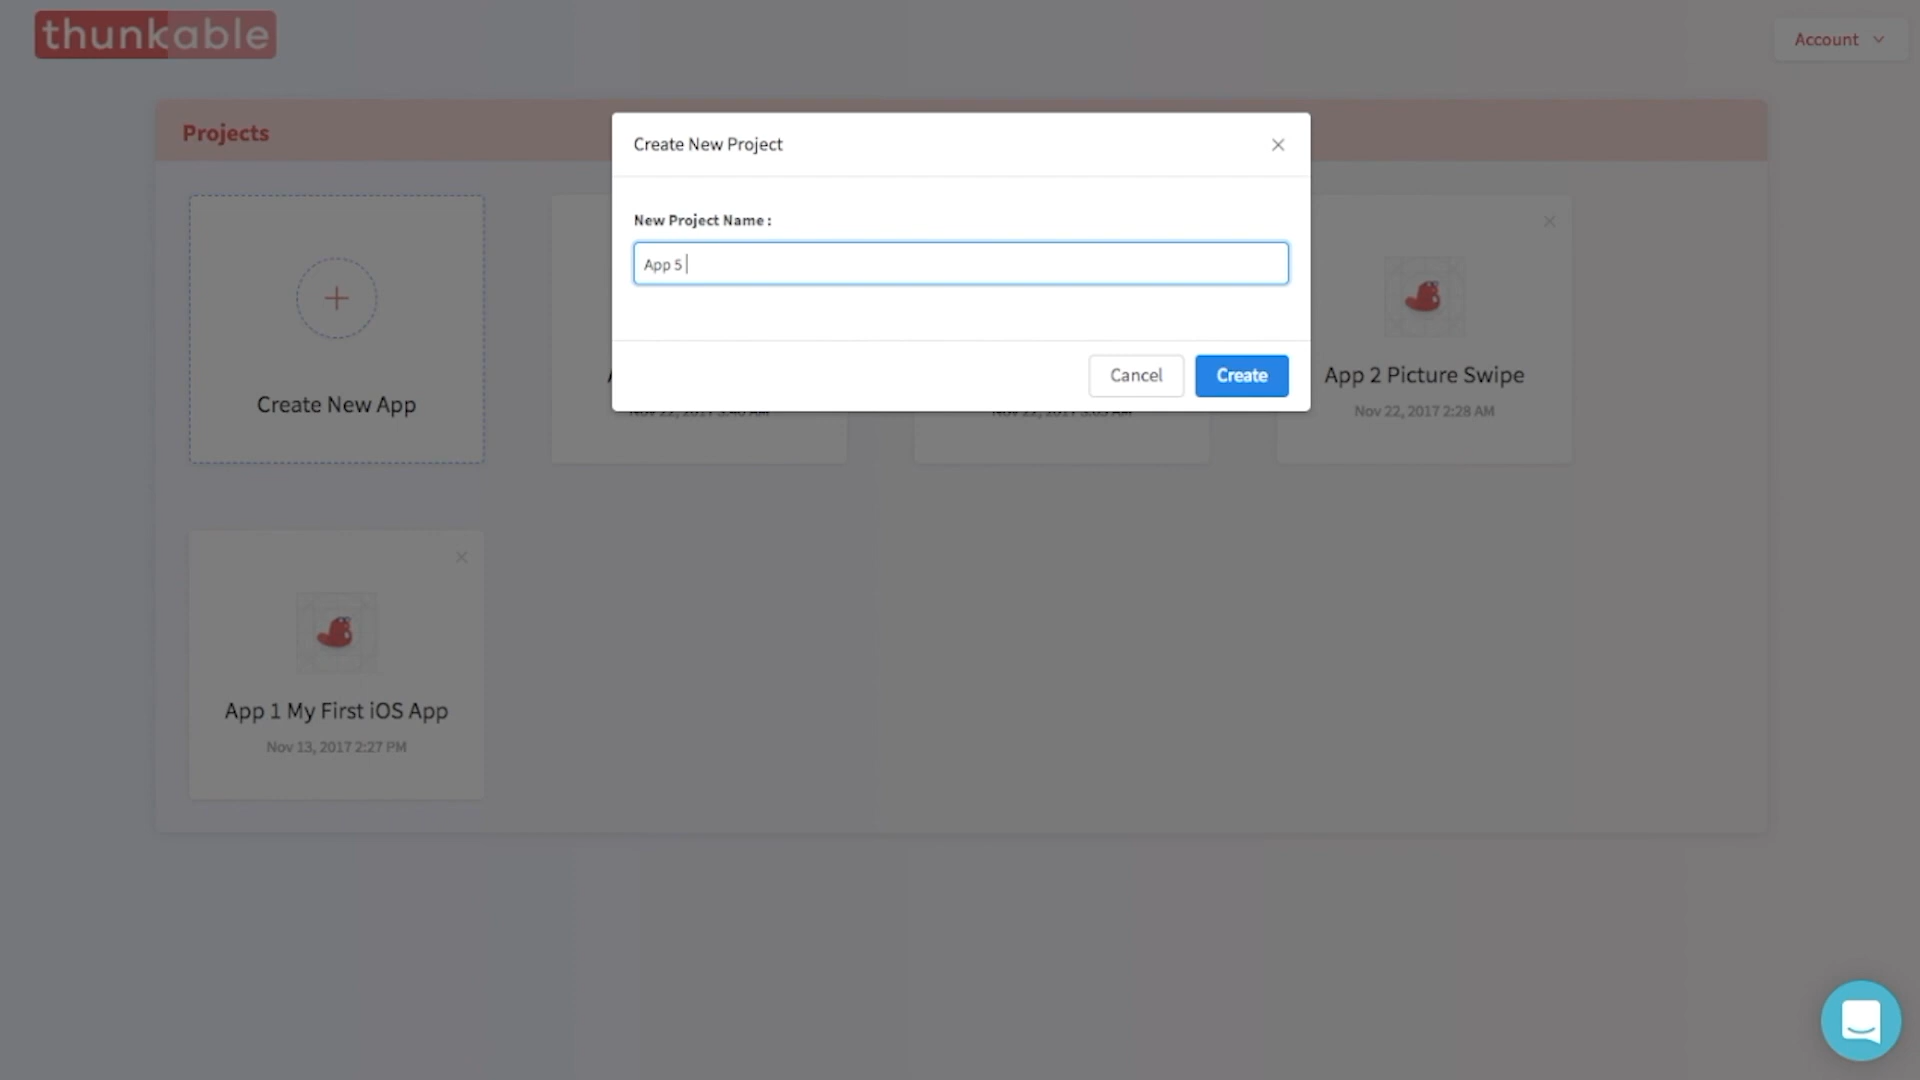 thunkable
Account
Projects
Create New Project
New Project Name :
App 5
Cancel
Create
Create New App
App 2 Picture Swipe
Nov 22, 2017 2:28 AM
App 1 My First iOS App
Nov 13, 2017 2:27 PM